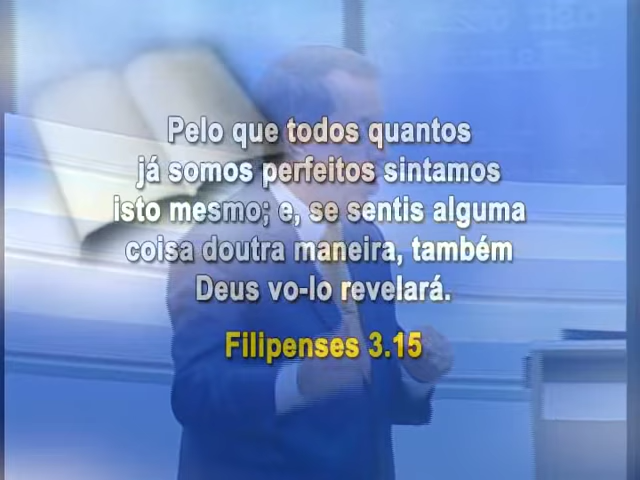 Pelo que todos quantos
já somos perfeitos sintamos
isto mesmo; e, se sentis alguma
coisa doutra maneira, também
Deus vo-lo revelará.
Filipenses 3.15